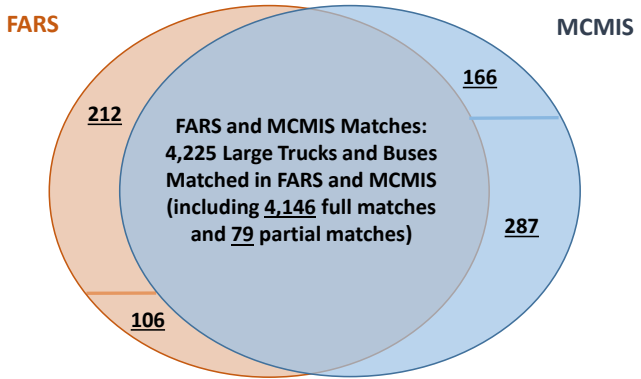 FARS
MCMIS
166
212
FARS and MCMIS Matches:
4,225 Large Trucks and Buses
Matched in FARS and MCMIS
(including 4,146 full matches
and 79 partial matches)
287
106